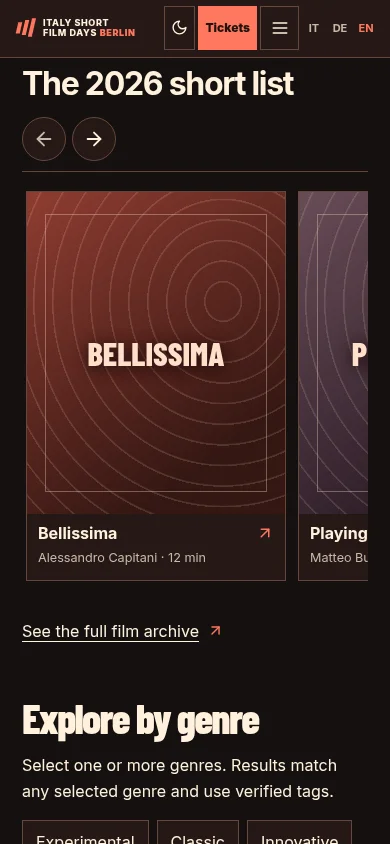 ITALY SHORT
FILM DAYS BERLIN
Tickets
IT DE EN
The 2026 short list
BELLISSIMA
P
Bellissima
Alessandro Capitani · 12 min
Playing
Matteo Bu
See the full film archive
Explore by genre
Select one or more genres. Results match
any selected genre and use verified tags.
Experimental
Classic
Innovative